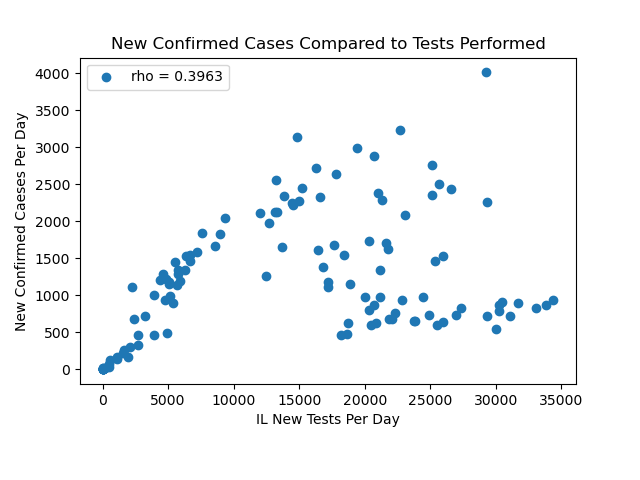 New Confirmed Cases Compared to Tests Performed
rho = 0.3963
4000
3500
3000
2500
2000
1500
1000
500
0
New Confirmed Caeses Per Day
0 5000 10000 15000 20000 25000 30000 35000
IL New Tests Per Day